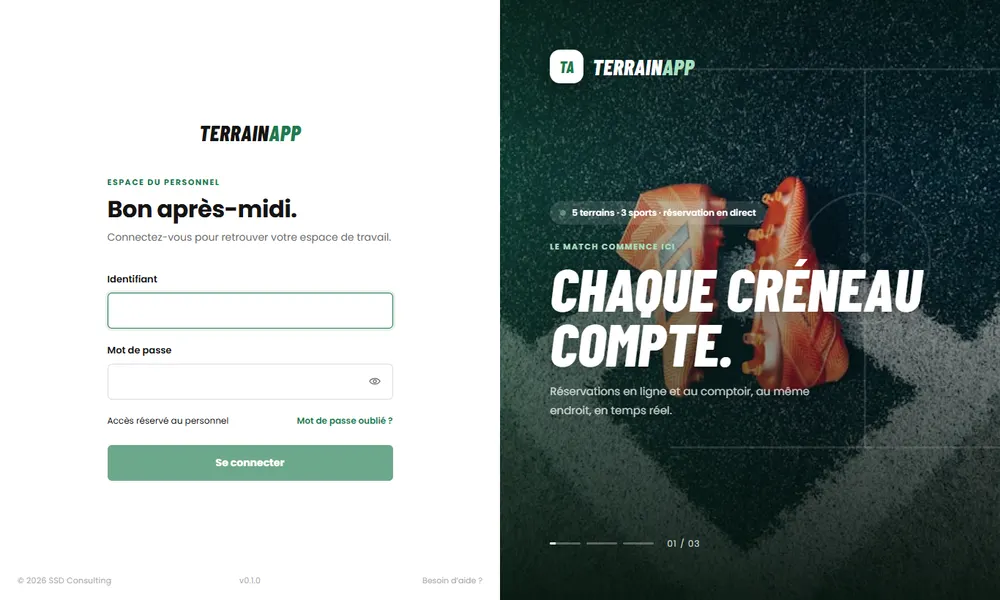 TERRAINAPP
ESPACE DU PERSONNEL
Bon après-midi.
Connectez-vous pour retrouver votre espace de travail.
Identifiant
Mot de passe
Accès réservé au personnel
Mot de passe oublié ?
Se connecter
© 2026 SSD Consulting
v0.1.0
Besoin d'aide ?
TA
TERRAINAPP
5 terrains · 3 sports · réservation en direct
LE MATCH COMMENCE ICI
CHAQUE CRÉNEAU
COMPTE.
Réservations en ligne et au comptoir, au même
endroit, en temps réel.
01 / 03